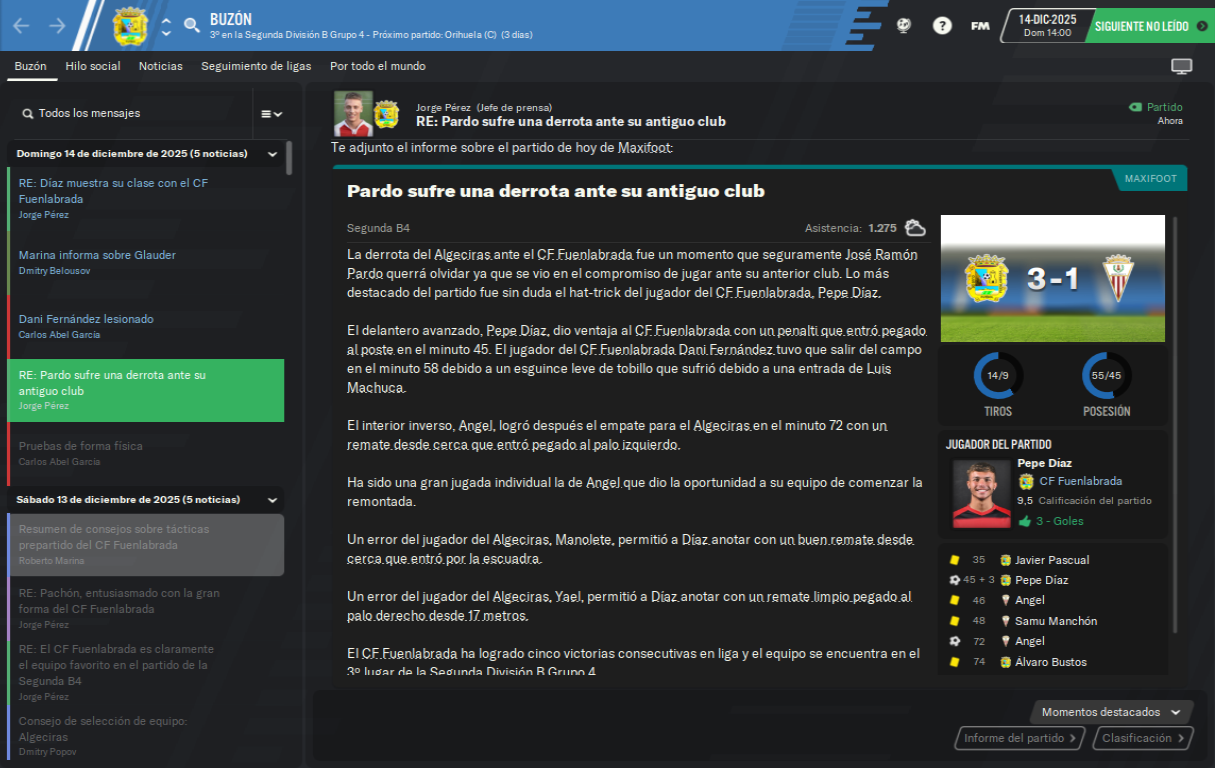 BUZÓN
3º en la Segunda División B Grupo 4 - Próximo partido: Orihuela (C) (3 días)
?
FM
14-DIC-2025
Dom 14:00
SIGUIENTE NO LEÍDO
Buzón
Hilo social
Noticias
Seguimiento de ligas
Por todo el mundo
Todos los mensajes
Domingo 14 de diciembre de 2025 (5 noticias)
RE: Díaz muestra su clase con el CF
Fuenlabrada
Jorge Pérez
Marina informa sobre Glauder
Dmitry Belousov
Dani Fernández lesionado
Carlos Abel García
RE: Pardo sufre una derrota ante su
antiguo club
Jorge Pérez
Pruebas de forma física
Carlos Abel García
Sábado 13 de diciembre de 2025 (5 noticias)
Resumen de consejos sobre tácticas
prepartido del CF Fuenlabrada
Roberto Marina
RE: Pachón, entusiasmado con la gran
forma del CF Fuenlabrada
Jorge Pérez
RE: El CF Fuenlabrada es claramente
el equipo favorito en el partido de la
Segunda B4
Jorge Pérez
Consejo de selección de equipo:
Algeciras
Dmitry Popov
Jorge Pérez (Jefe de prensa)
RE: Pardo sufre una derrota ante su antiguo club
Partido
Ahora
Te adjunto el informe sobre el partido de hoy de Maxifoot:
MAXIFOOT
Pardo sufre una derrota ante su antiguo club
Segunda B4
Asistencia: 1.275
La derrota del Algeciras ante el CF Fuenlabrada fue un momento que seguramente José Ramón
Pardo querrá olvidar ya que se vio en el compromiso de jugar ante su anterior club. Lo más
destacado del partido fue sin duda el hat-trick del jugador del CF Fuenlabrada, Pepe Díaz.
El delantero avanzado, Pepe Díaz, dio ventaja al CF Fuenlabrada con un penalti que entró pegado
al poste en el minuto 45. El jugador del CF Fuenlabrada Dani Fernández tuvo que salir del campo
en el minuto 58 debido a un esguince leve de tobillo que sufrió debido a una entrada de Luis
Machuca.
El interior inverso, Angel, logró después el empate para el Algeciras en el minuto 72 con un
remate desde cerca que entró pegado al palo izquierdo.
Ha sido una gran jugada individual la de Angel que dio la oportunidad a su equipo de comenzar la
remontada.
Un error del jugador del Algeciras, Manolete, permitió a Díaz anotar con un buen remate desde
cerca que entró por la escuadra.
Un error del jugador del Algeciras, Yael, permitió a Díaz anotar con un remate limpio pegado al
palo derecho desde 17 metros.
El CF Fuenlabrada ha logrado cinco victorias consecutivas en liga y el equipo se encuentra en el
3º lugar de la Segunda División B Grupo 4.
3 - 1
14/9
TIROS
55/45
POSESIÓN
JUGADOR DEL PARTIDO
Pepe Díaz
CF Fuenlabrada
9,5 Calificación del partido
3 - Goles
35 Javier Pascual
45 + 3 Pepe Díaz
46 Angel
48 Samu Manchón
72 Angel
74 Álvaro Bustos
Momentos destacados
Informe del partido
Clasificación